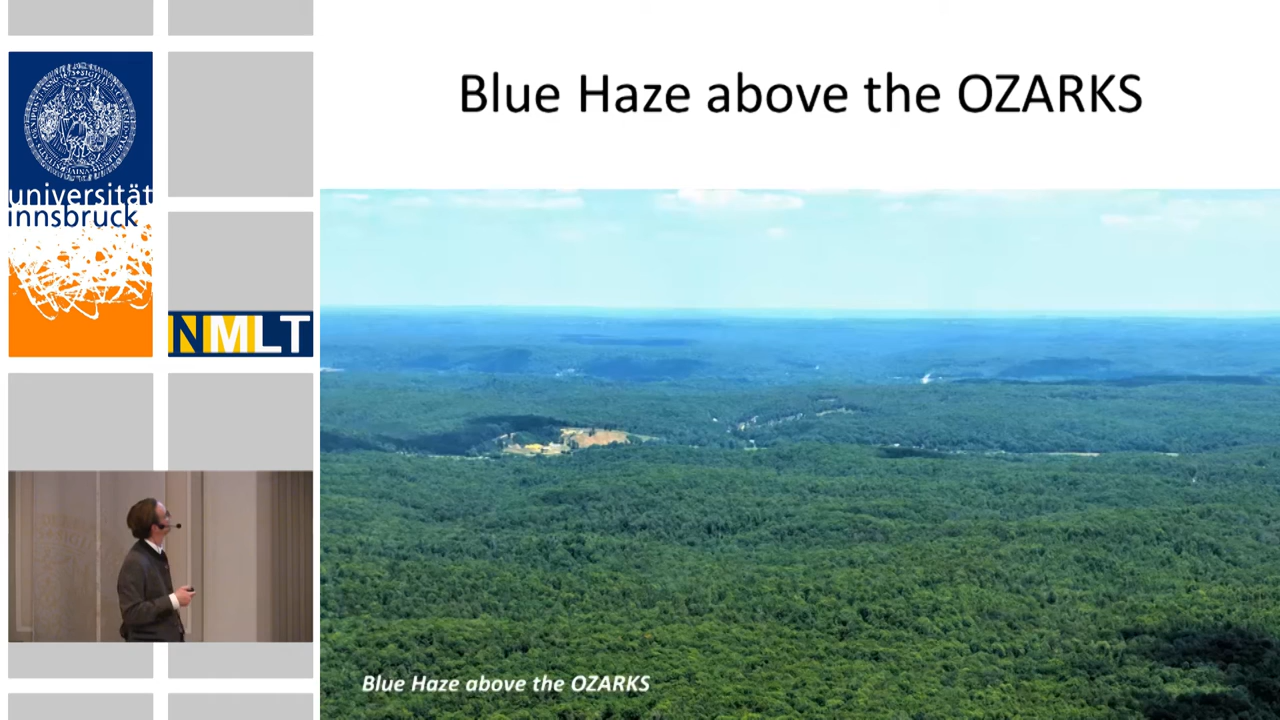 Blue Haze above the OZARKS
universität
innsbruck
NMLT
Blue Haze above the OZARKS